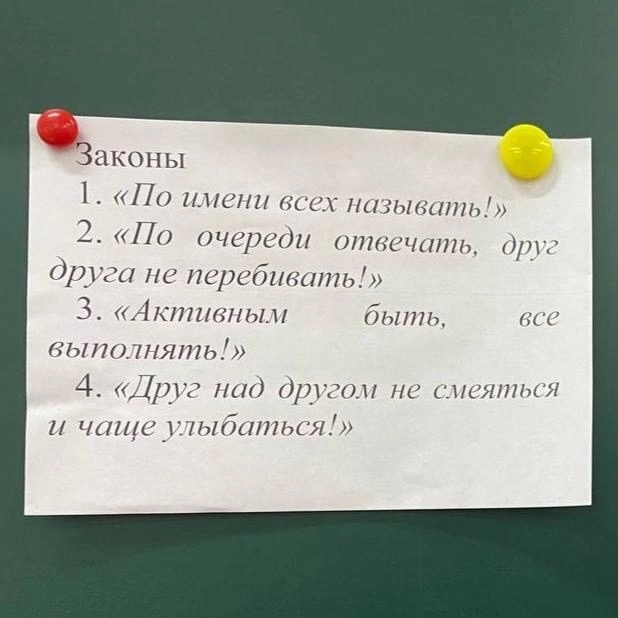 Законы
1. «По имени всех называть!»
2. «По очереди отвечать, друг
друга не перебивать!»
3. «Активным быть, все
выполнять!»
4. «Друг над другом не смеяться
и чаще улыбаться!»